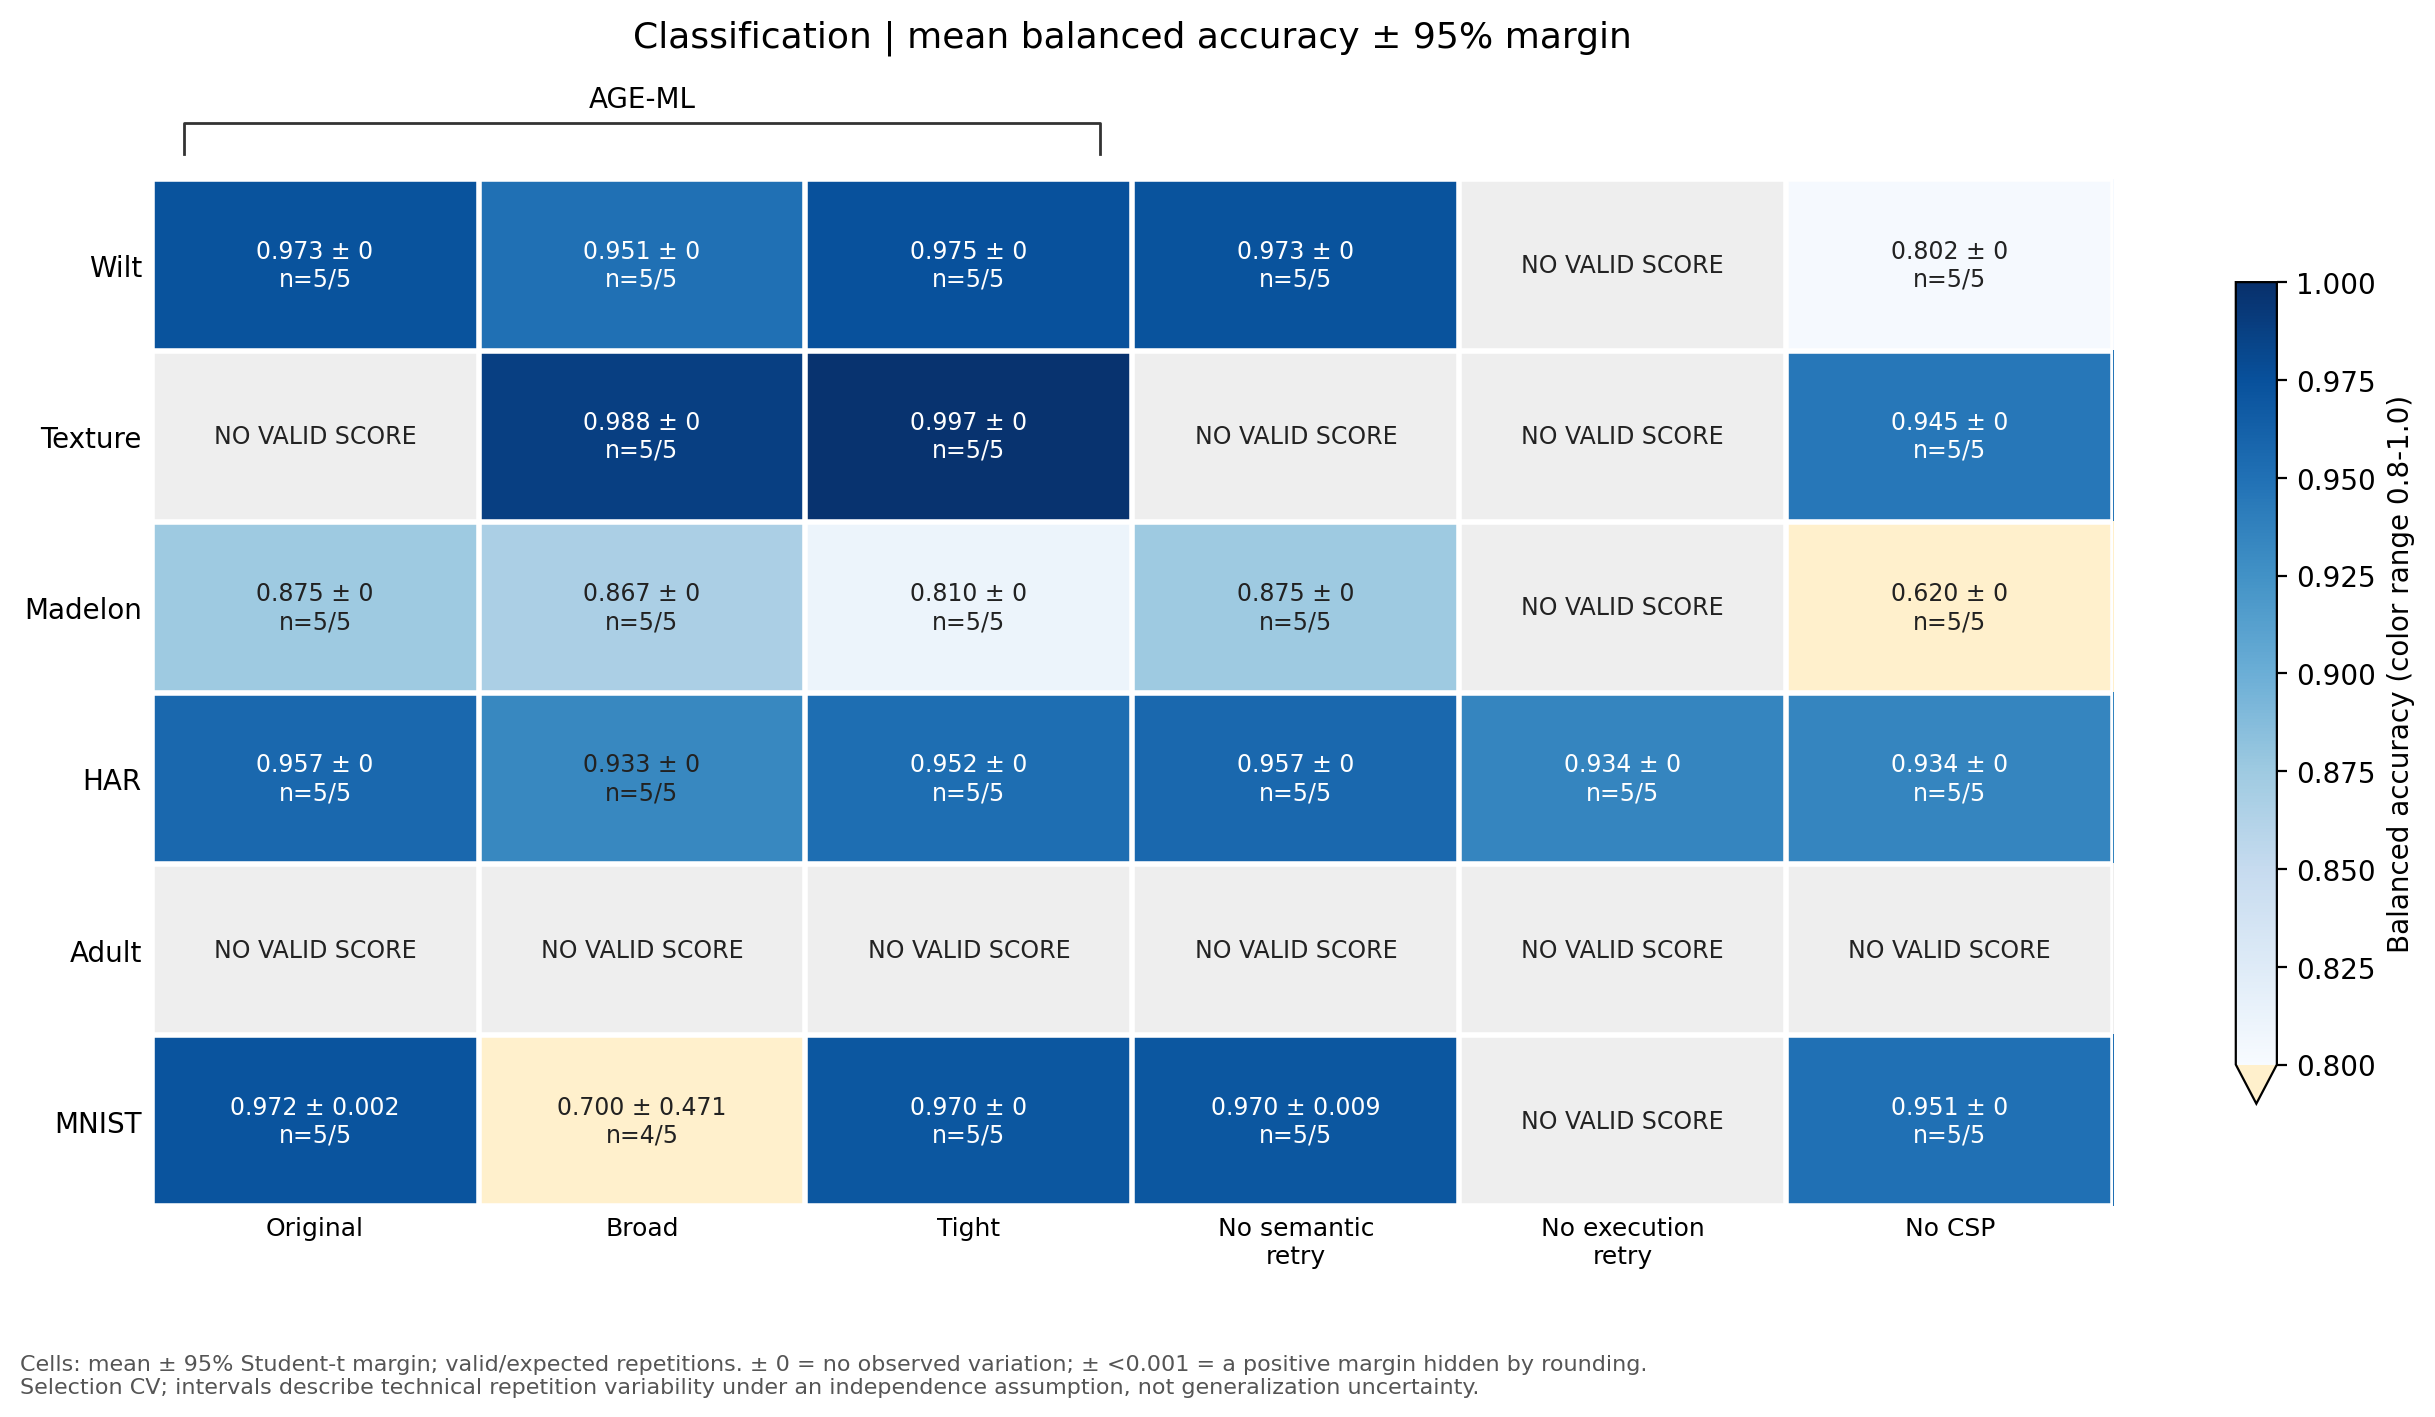 Classification | mean balanced accuracy ± 95% margin
AGE-ML
Wilt
0.973 ± 0
n=5/5
0.951 ± 0
n=5/5
0.975 ± 0
n=5/5
0.973 ± 0
n=5/5
NO VALID SCORE
0.802 ± 0
n=5/5
Texture
NO VALID SCORE
0.988 ± 0
n=5/5
0.997 ± 0
n=5/5
NO VALID SCORE
NO VALID SCORE
0.945 ± 0
n=5/5
Madelon
0.875 ± 0
n=5/5
0.867 ± 0
n=5/5
0.810 ± 0
n=5/5
0.875 ± 0
n=5/5
NO VALID SCORE
0.620 ± 0
n=5/5
HAR
0.957 ± 0
n=5/5
0.933 ± 0
n=5/5
0.952 ± 0
n=5/5
0.957 ± 0
n=5/5
0.934 ± 0
n=5/5
0.934 ± 0
n=5/5
Adult
NO VALID SCORE
NO VALID SCORE
NO VALID SCORE
NO VALID SCORE
NO VALID SCORE
NO VALID SCORE
MNIST
0.972 ± 0.002
n=5/5
0.700 ± 0.471
n=4/5
0.970 ± 0
n=5/5
0.970 ± 0.009
n=5/5
NO VALID SCORE
0.951 ± 0
n=5/5
Original
Broad
Tight
No semantic
retry
No execution
retry
No CSP
1.000
0.975
0.950
0.925
0.900
0.875
0.850
0.825
0.800
Balanced accuracy (color range 0.8-1.0)
Cells: mean ± 95% Student-t margin; valid/expected repetitions. ± 0 = no observed variation; ± <0.001 = a positive margin hidden by rounding.
Selection CV; intervals describe technical repetition variability under an independence assumption, not generalization uncertainty.